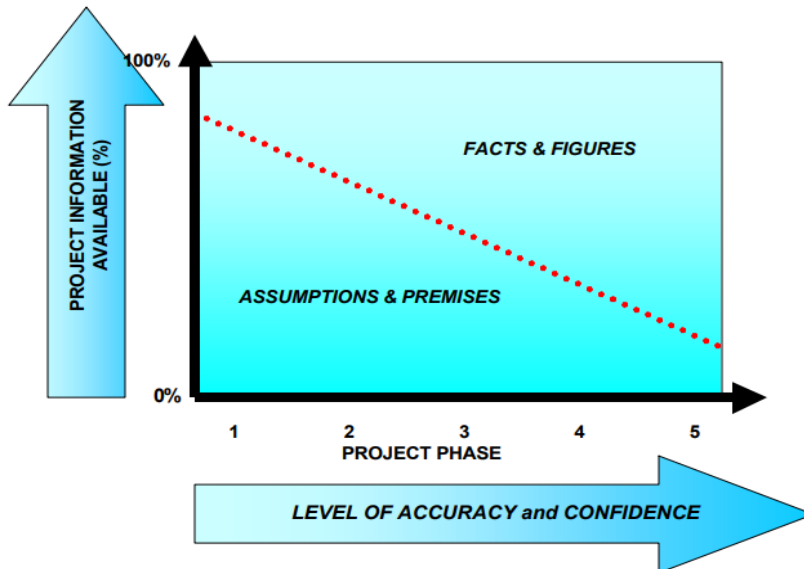 100%
PROJECT INFORMATION
AVAILABLE (%)
FACTS & FIGURES
ASSUMPTIONS & PREMISES
0%
1 2 3 4 5
PROJECT PHASE
LEVEL OF ACCURACY and CONFIDENCE